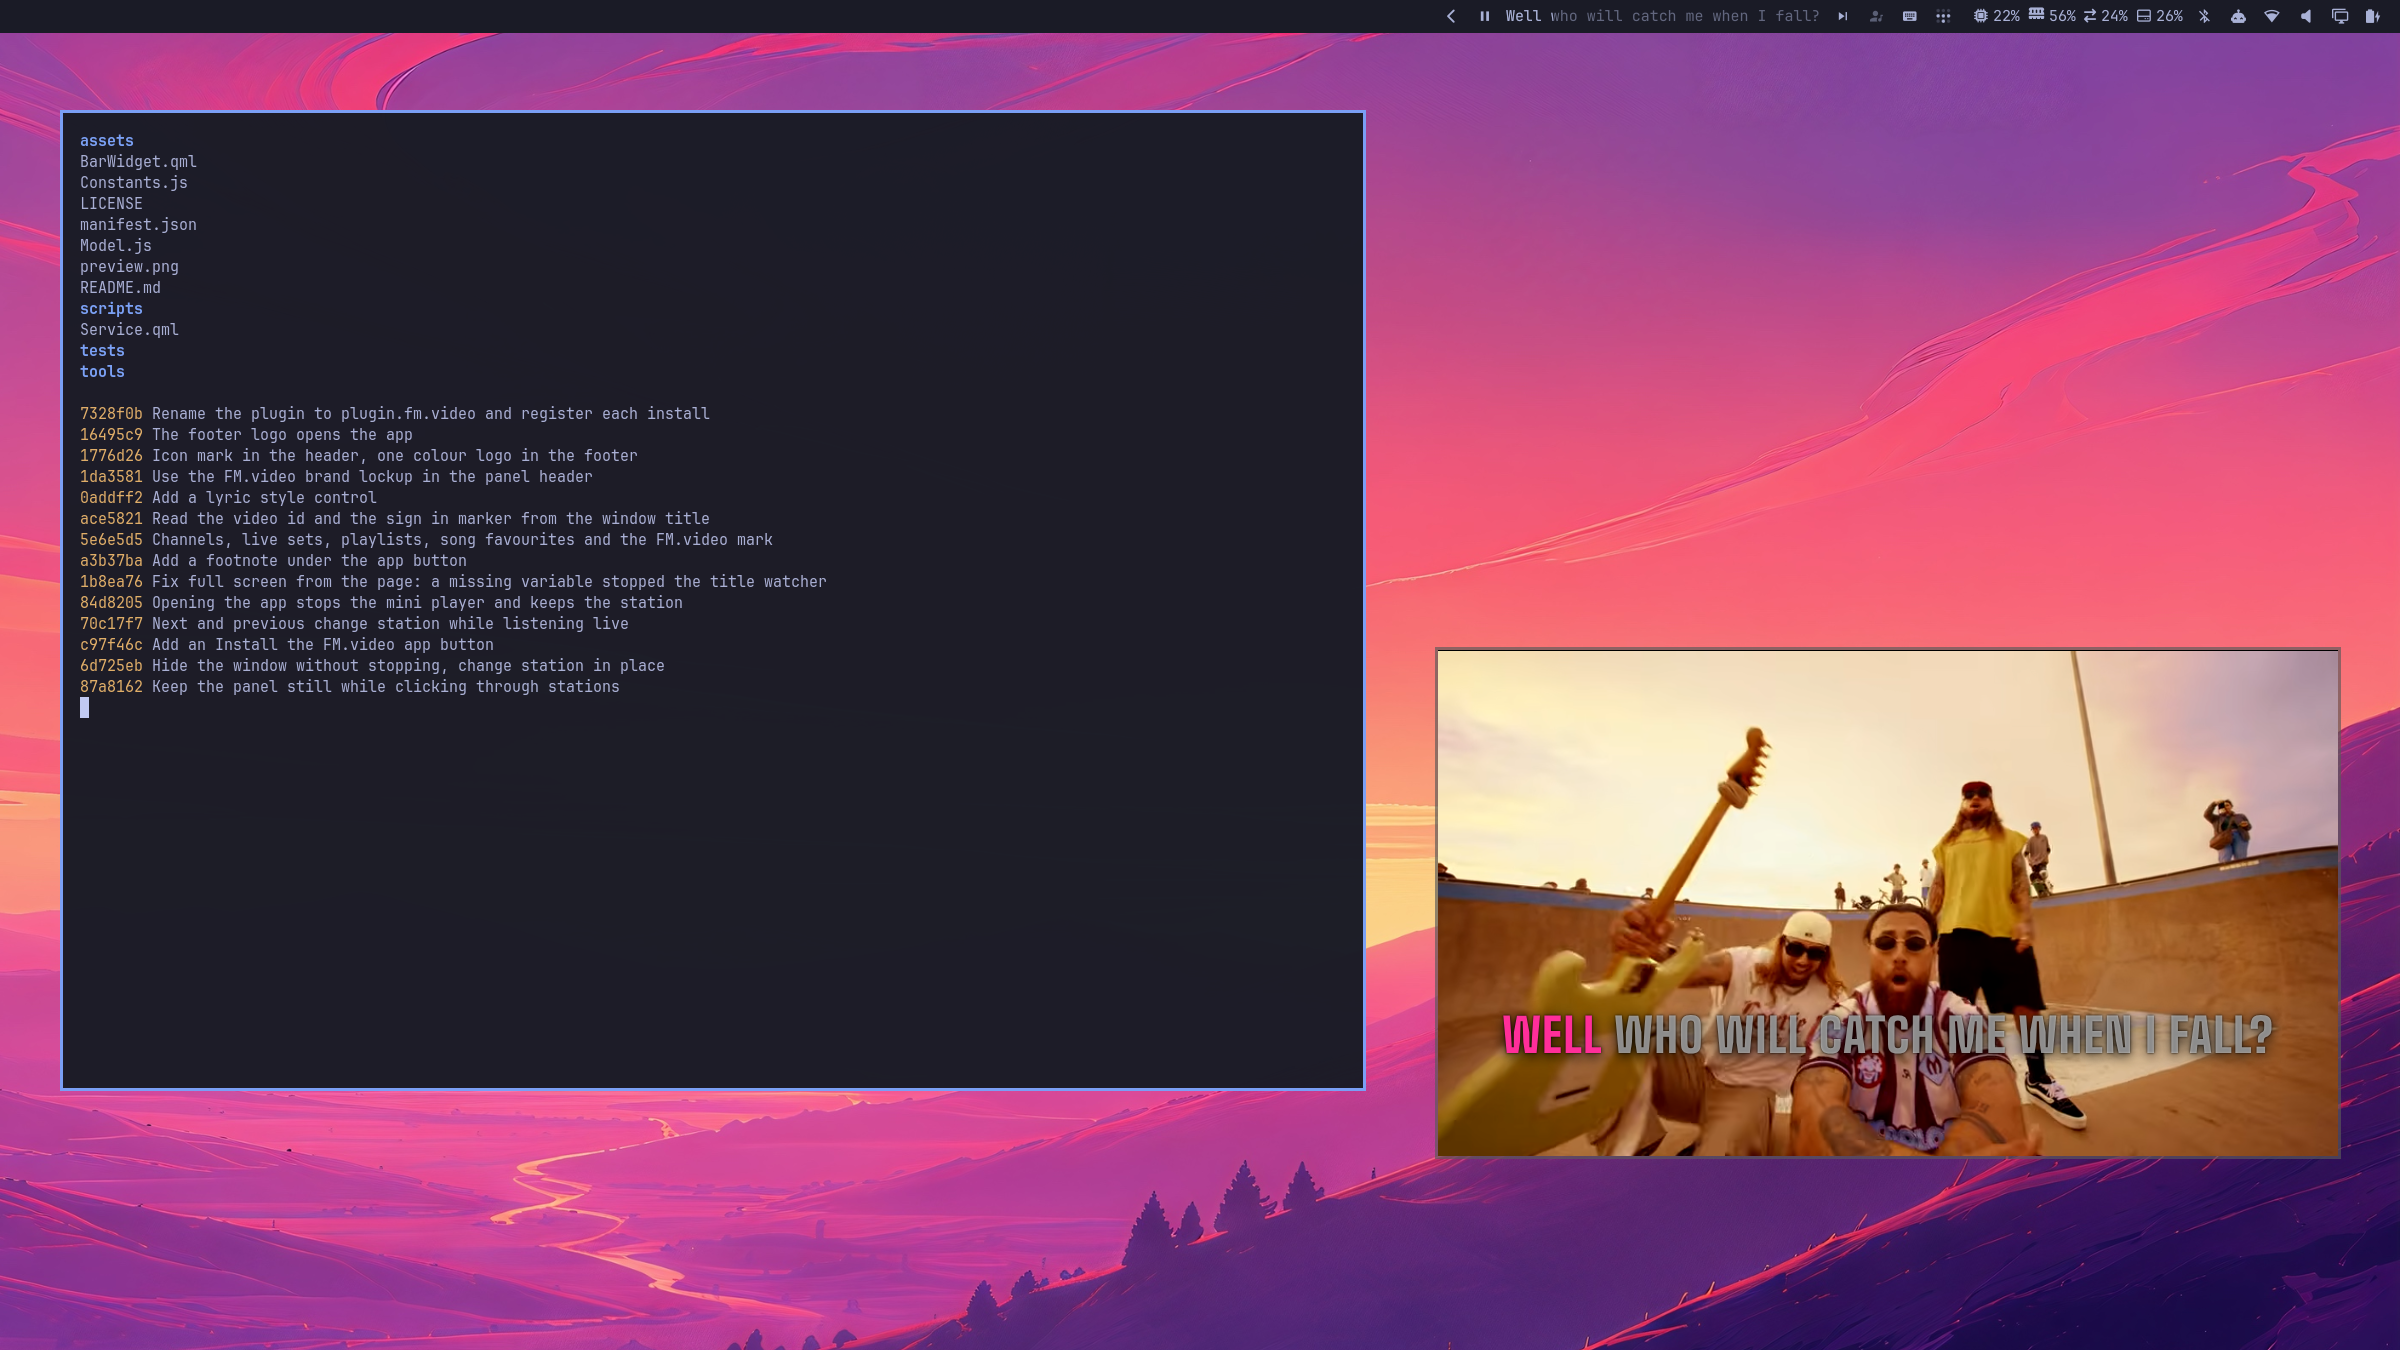 Well who will catch me when I fall? 22% 56% 24% 26%
assets
BarWidget.qml
Constants.js
LICENSE
manifest.json
Model.js
preview.png
README.md
scripts
Service.qml
tests
tools
7328f0b Rename the plugin to plugin.fm.video and register each install
16495c9 The footer logo opens the app
1776d26 Icon mark in the header, one colour logo in the footer
1da3581 Use the FM.video brand lockup in the panel header
0addff2 Add a lyric style control
ace5821 Read the video id and the sign in marker from the window title
5e6e5d5 Channels, live sets, playlists, song favourites and the FM.video mark
a3b37ba Add a footnote under the app button
1b8ea76 Fix full screen from the page: a missing variable stopped the title watcher
84d8205 Opening the app stops the mini player and keeps the station
70c17f7 Next and previous change station while listening live
c97f46c Add an Install the FM.video app button
6d725eb Hide the window without stopping, change station in place
87a8162 Keep the panel still while clicking through stations
WELL WHO WILL CATCH ME WHEN I FALL?